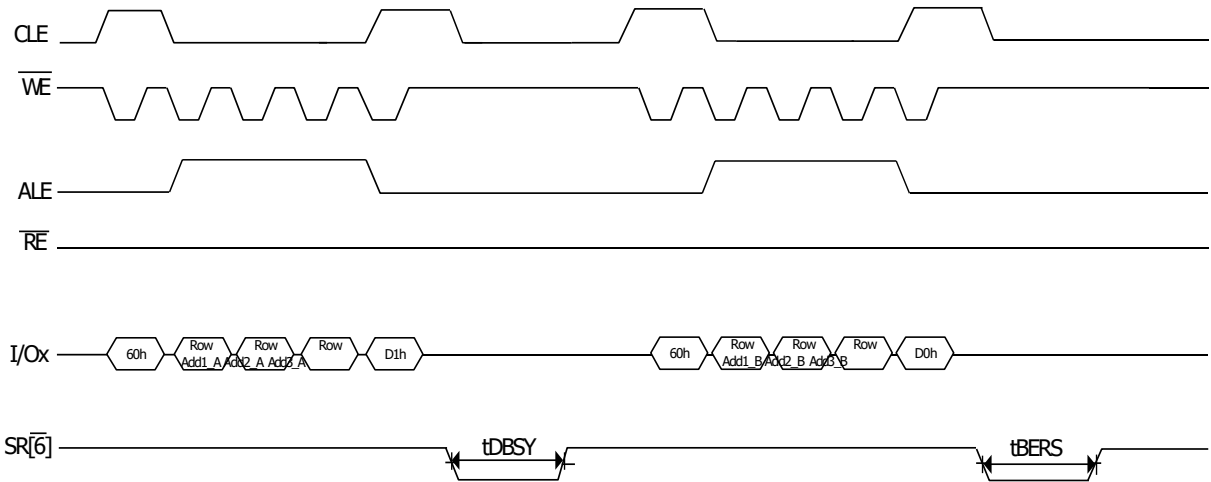 CLE
WE
ALE
RE
I/Ox 60h Row Row Row D1h 60h Row Row Row D0h
Add1_A Add2_A Add3_A Add1_B Add2_B Add3_B
SR[6] tDBSY tBERS